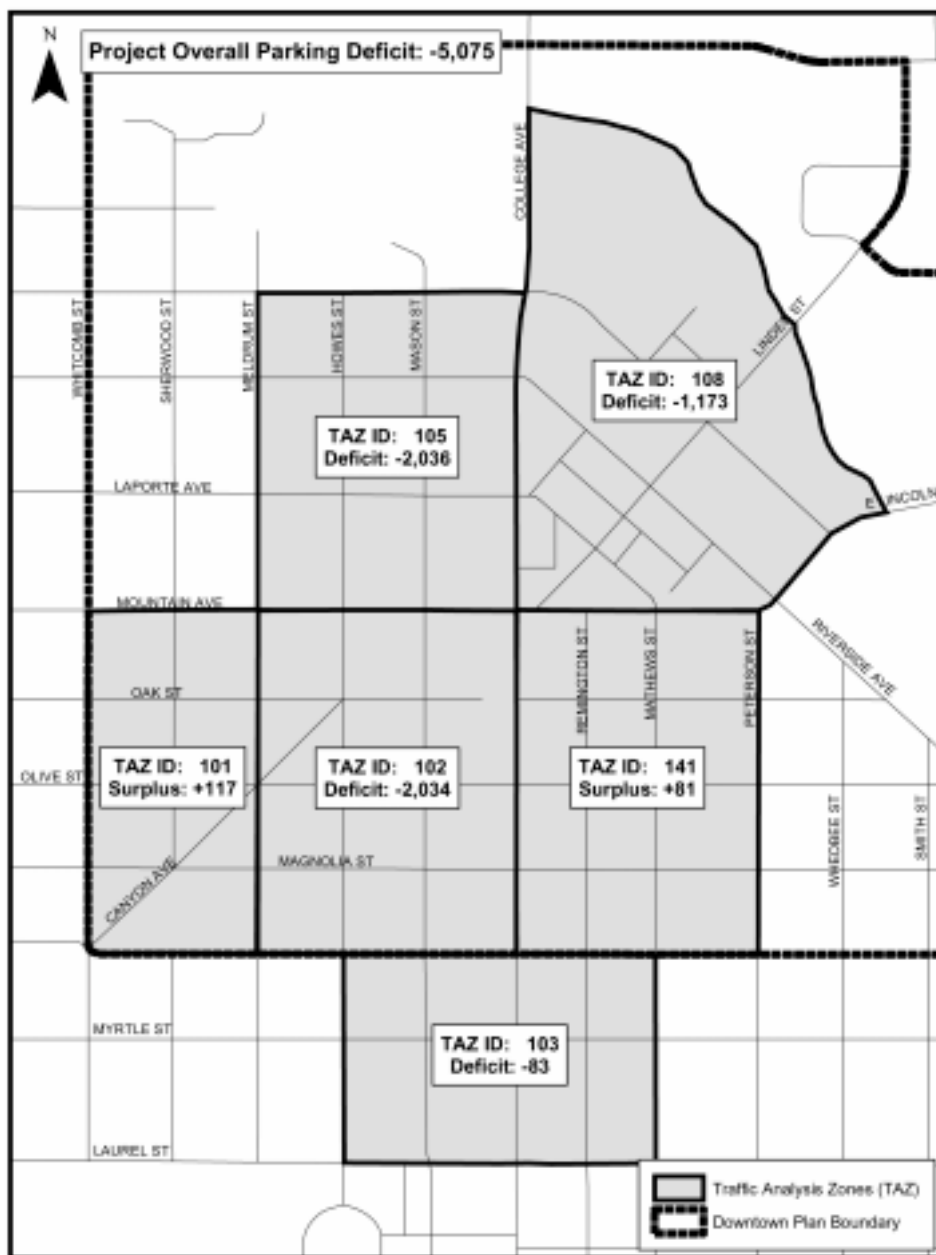 N
Project Overall Parking Deficit: -5,075
COLLEGE AVE
WHITCOMB ST
SHERWOOD ST
MELDRUM ST
HOWES ST
MASON ST
LINDEN ST
TAZ ID: 108
Deficit: -1,173
TAZ ID: 105
Deficit: -2,036
LAPORTE AVE
E LINCOLN
MOUNTAIN AVE
REMINGTON ST
MATHEWS ST
PETERSON ST
RIVERSIDE AVE
OAK ST
OLIVE ST
TAZ ID: 101
Surplus: +117
TAZ ID: 102
Deficit: -2,034
TAZ ID: 141
Surplus: +81
WHEDBEE ST
SMITH ST
CANYON AVE
MAGNOLIA ST
MYRTLE ST
TAZ ID: 103
Deficit: -83
LAUREL ST
Traffic Analysis Zones (TAZ)
Downtown Plan Boundary